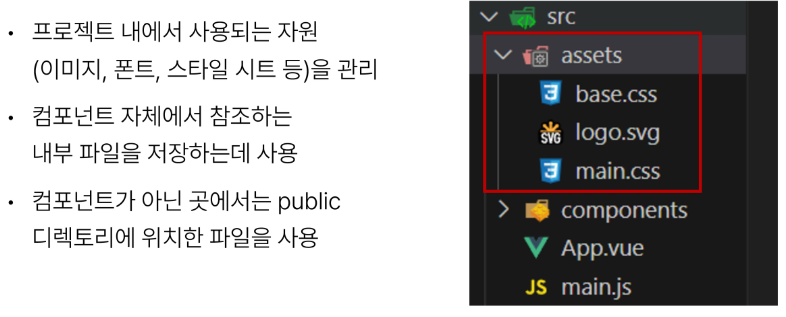 • 프로젝트 내에서 사용되는 자원
(이미지, 폰트, 스타일 시트 등)을 관리
• 컴포넌트 자체에서 참조하는
내부 파일을 저장하는데 사용
• 컴포넌트가 아닌 곳에서는 public
디렉토리에 위치한 파일을 사용
src
assets
base.css
SVG logo.svg
main.css
components
App.vue
JS main.js